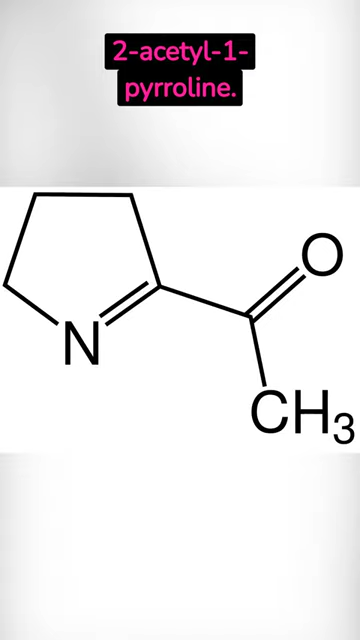 2-acetyl-1-
pyrroline.
O
N
CH3